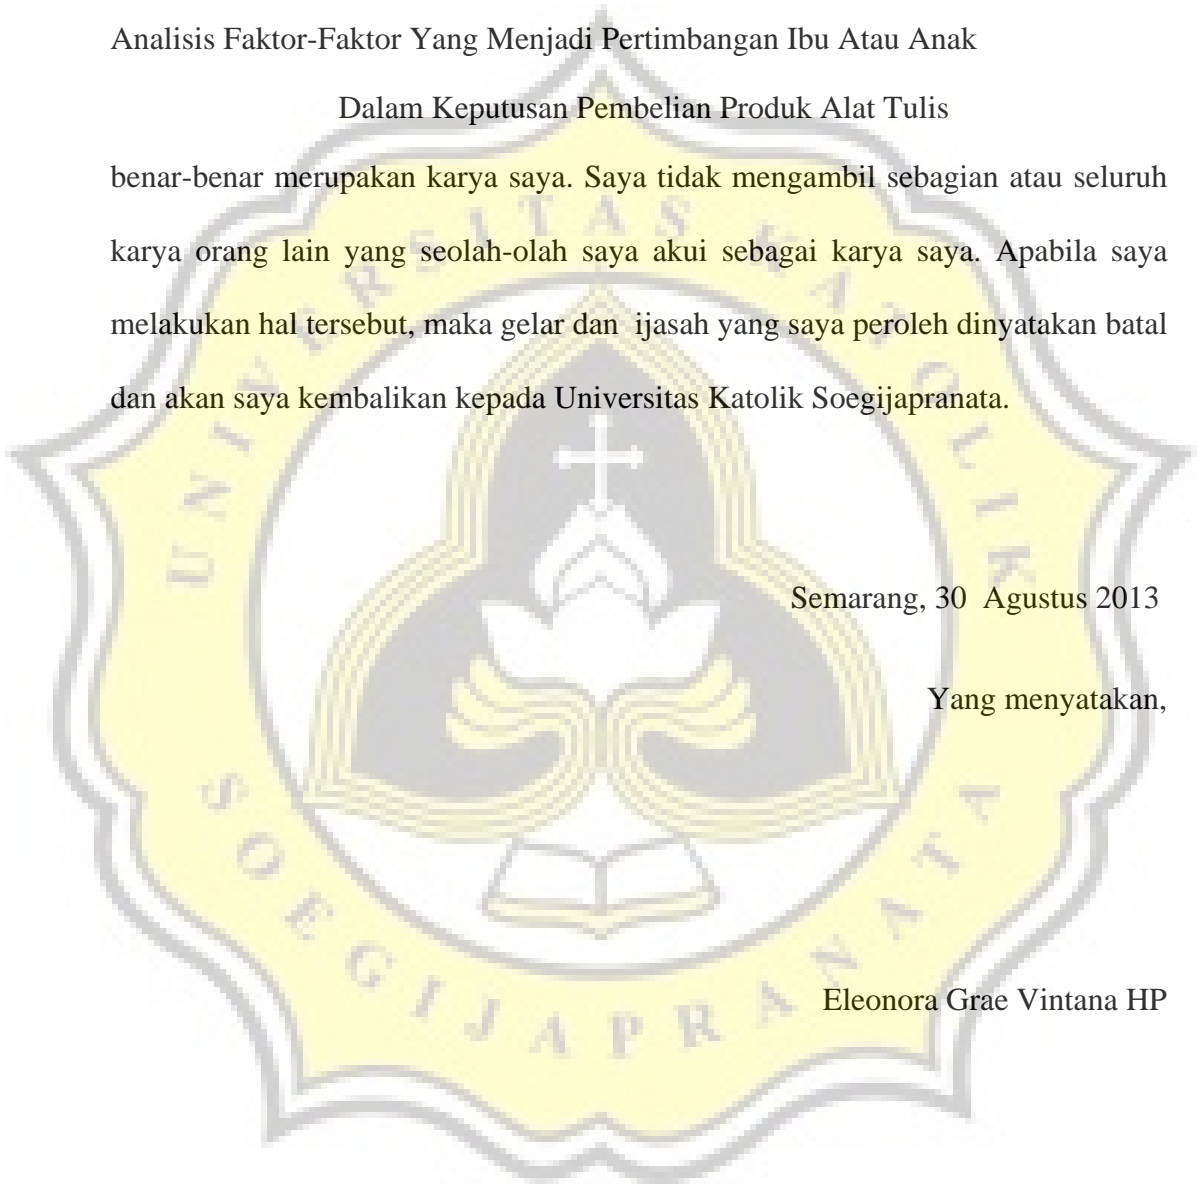 Analisis Faktor-Faktor Yang Menjadi Pertimbangan Ibu Atau Anak
Dalam Keputusan Pembelian Produk Alat Tulis
benar-benar merupakan karya saya. Saya tidak mengambil sebagian atau seluruh
karya orang lain yang seolah-olah saya akui sebagai karya saya. Apabila saya
melakukan hal tersebut, maka gelar dan  ijasah yang saya peroleh dinyatakan batal
dan akan saya kembalikan kepada Universitas Katolik Soegijapranata.
Semarang, 30  Agustus 2013
Yang menyatakan,
Eleonora Grae Vintana HP
UNIVERSITAS KATOLIK
SOEGIJAPRANATA